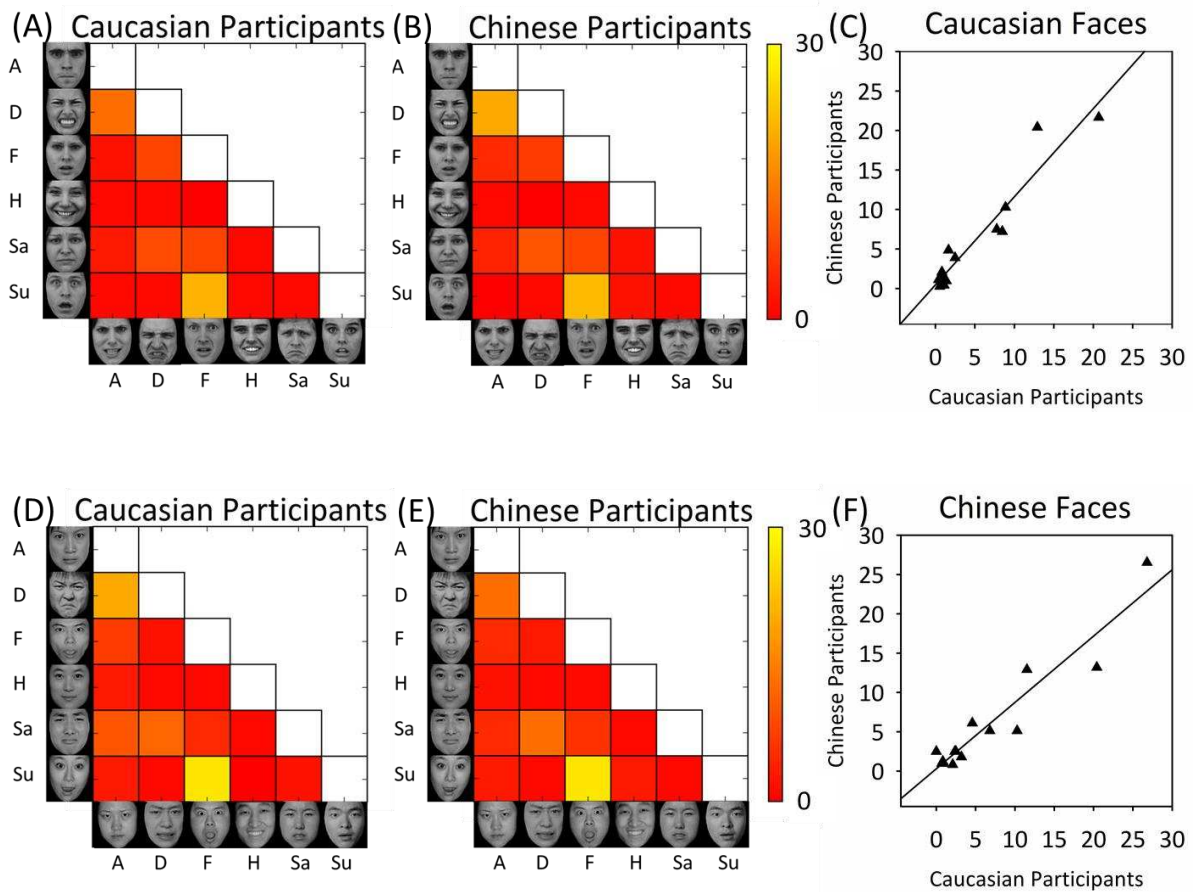 (A) Caucasian Participants
A
D
F
H
Sa
Su
A D F H Sa Su
(B) Chinese Participants
A
D
F
H
Sa
Su
A D F H Sa Su
30
0
(C) Caucasian Faces
Chinese Participants
30
25
20
15
10
5
0
0 5 10 15 20 25 30
Caucasian Participants
(D) Caucasian Participants
A
D
F
H
Sa
Su
A D F H Sa Su
(E) Chinese Participants
A
D
F
H
Sa
Su
A D F H Sa Su
30
0
(F) Chinese Faces
Chinese Participants
30
25
20
15
10
5
0
0 5 10 15 20 25 30
Caucasian Participants